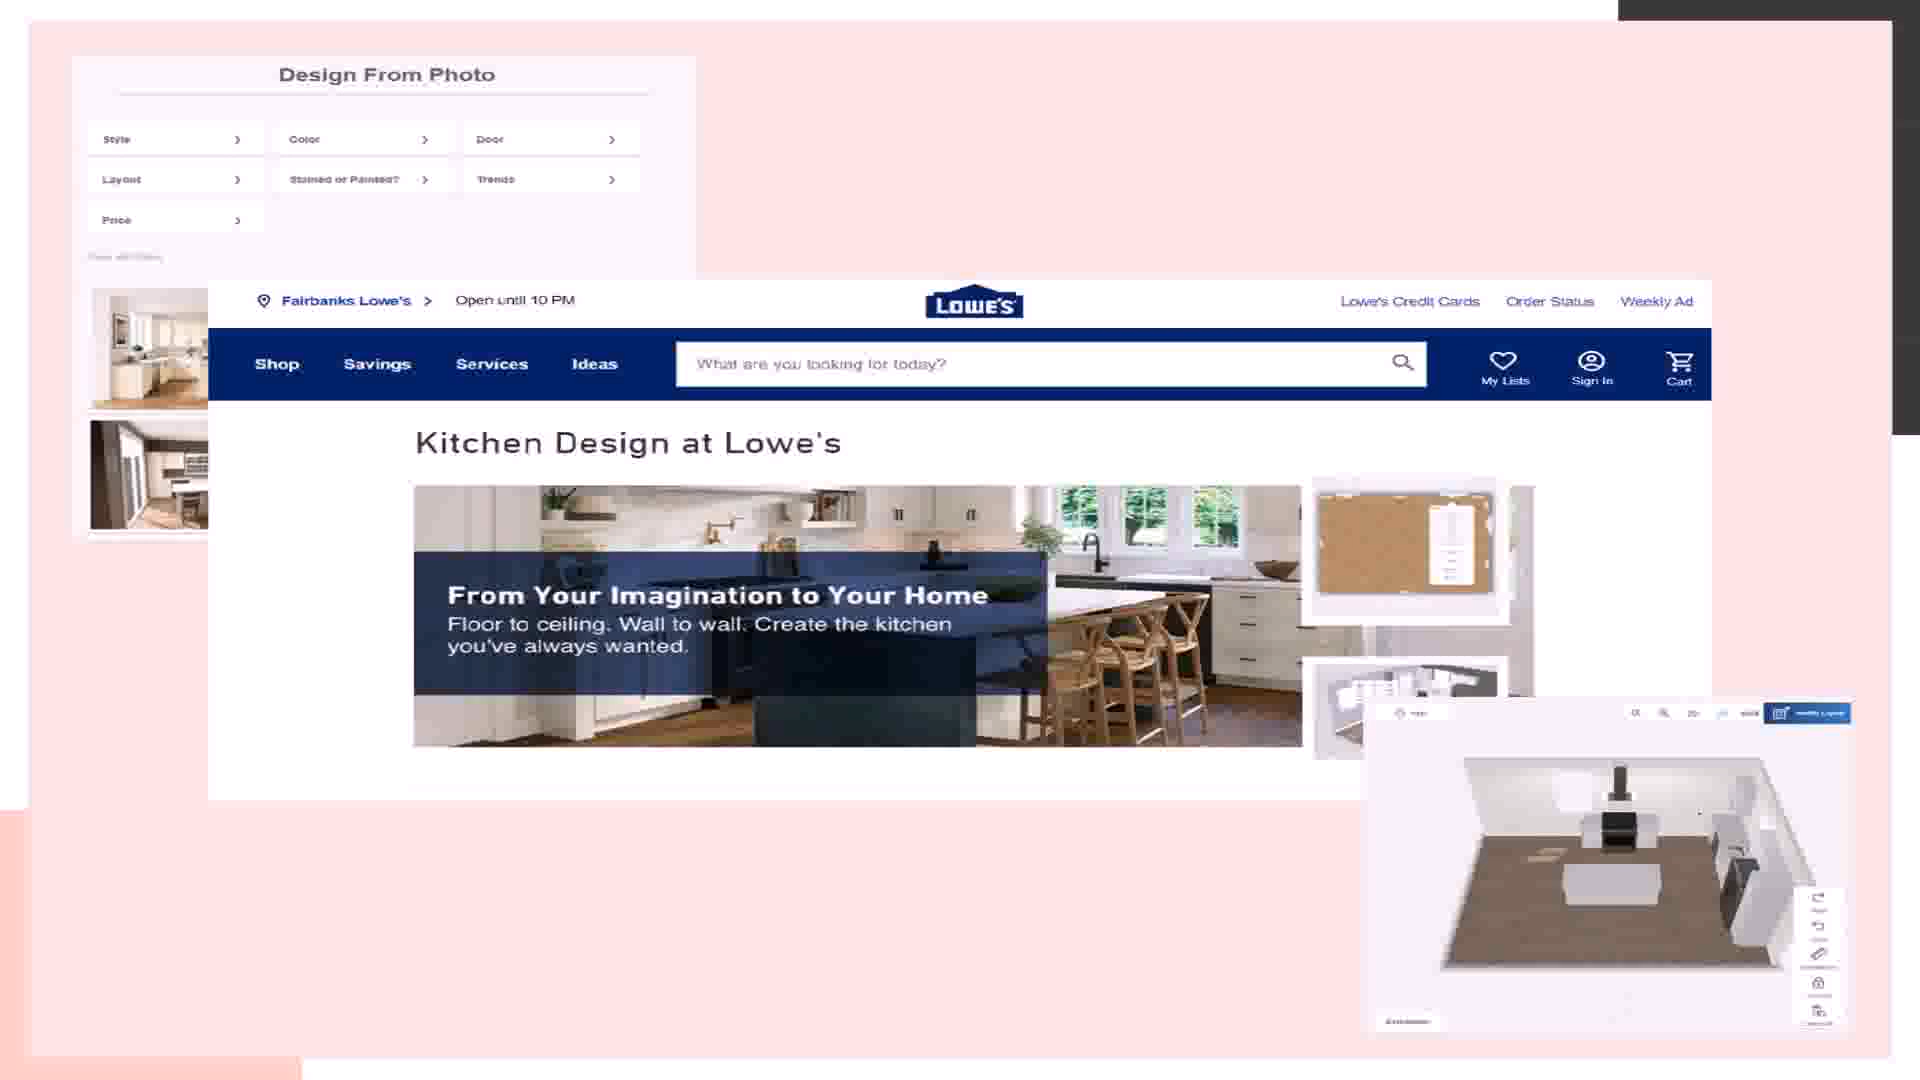 Design From Photo
Style
Color
Door
Layout
Stained or Painted?
Trends
Price
Fairbanks Lowe's
Open until 10 PM
LOWE'S
Lowe's Credit Cards
Order Status
Weekly Ad
Shop
Savings
Services
Ideas
What are you looking for today?
My Lists
Sign In
Cart
Kitchen Design at Lowe's
From Your Imagination to Your Home
Floor to ceiling. Wall to wall. Create the kitchen
you've always wanted.